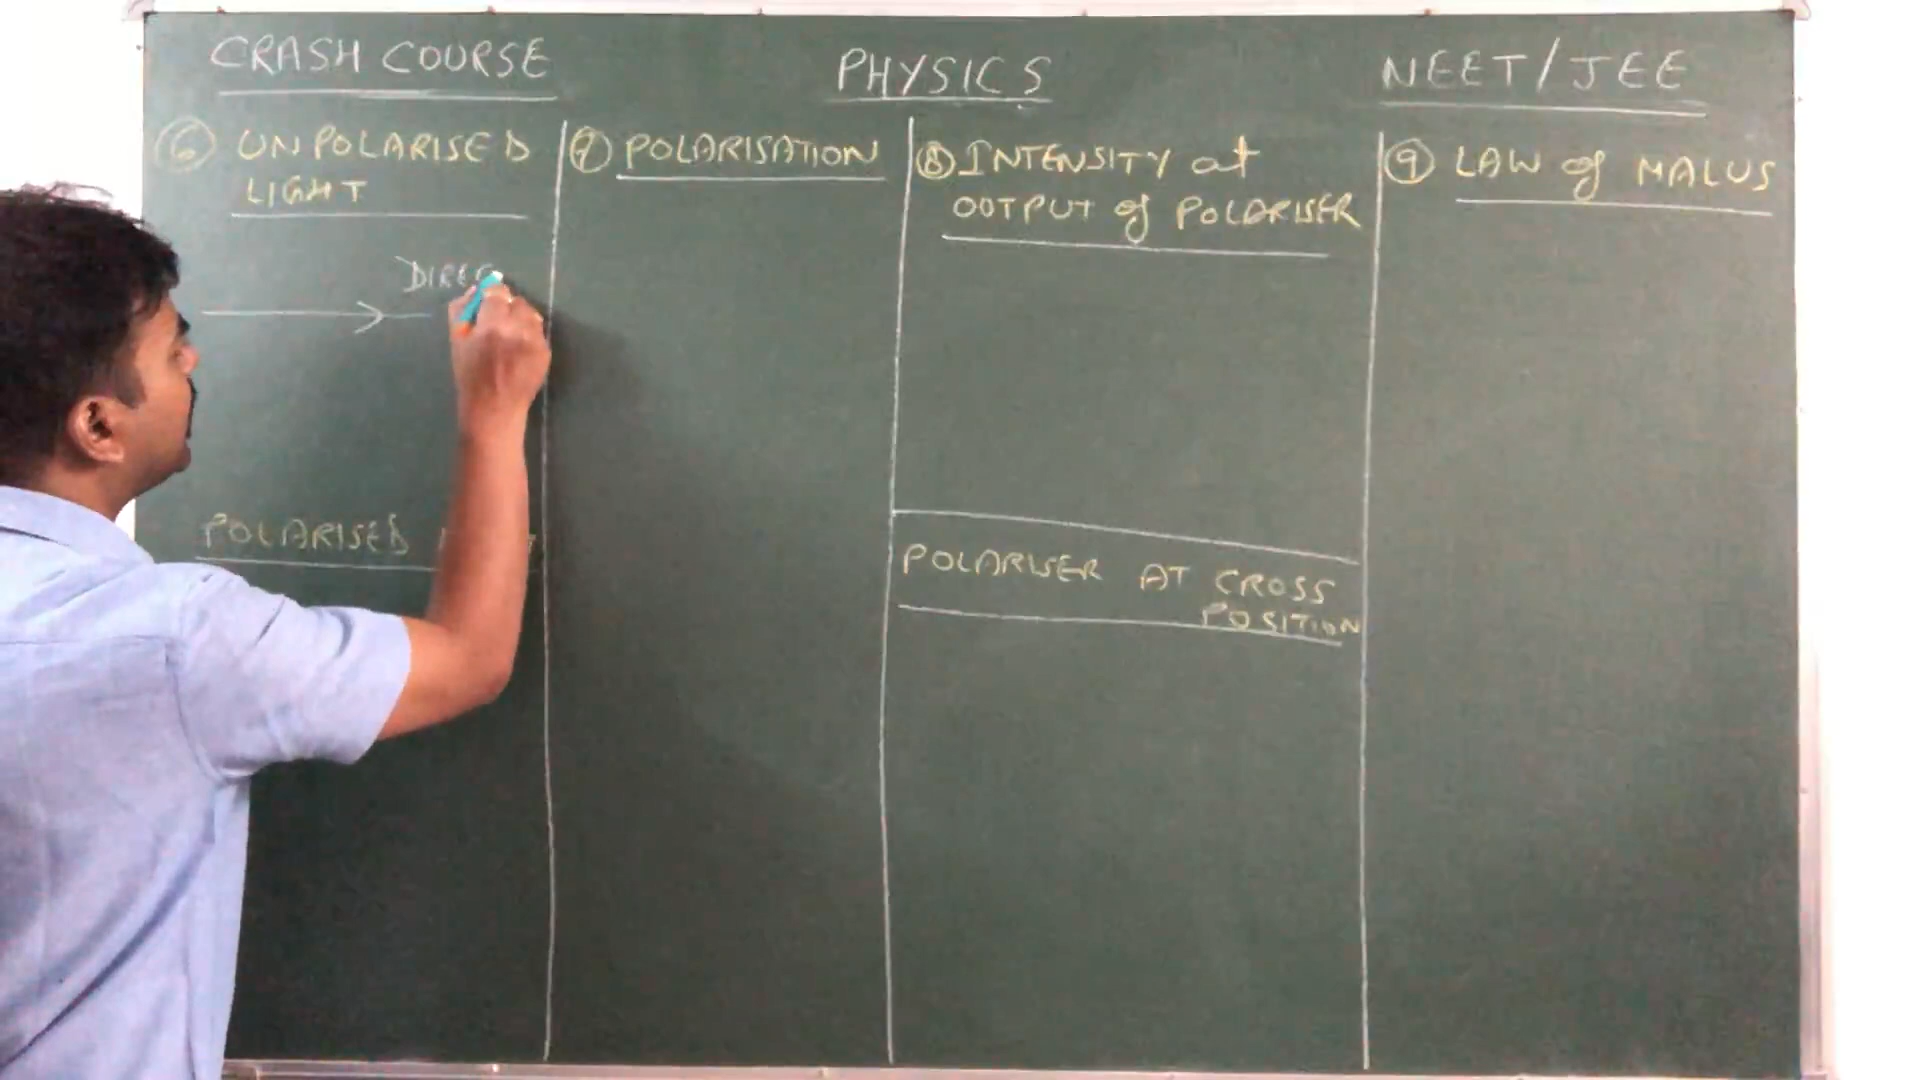 CRASH COURSE
PHYSICS
NEET/JEE
⑥ UNPOLARISED
LIGHT
DIREC
POLARISED
⑦ POLARISATION
⑧ INTENSITY at
OUTPUT of POLARISER
POLARISER AT CROSS
POSITION
⑨ LAW of MALUS